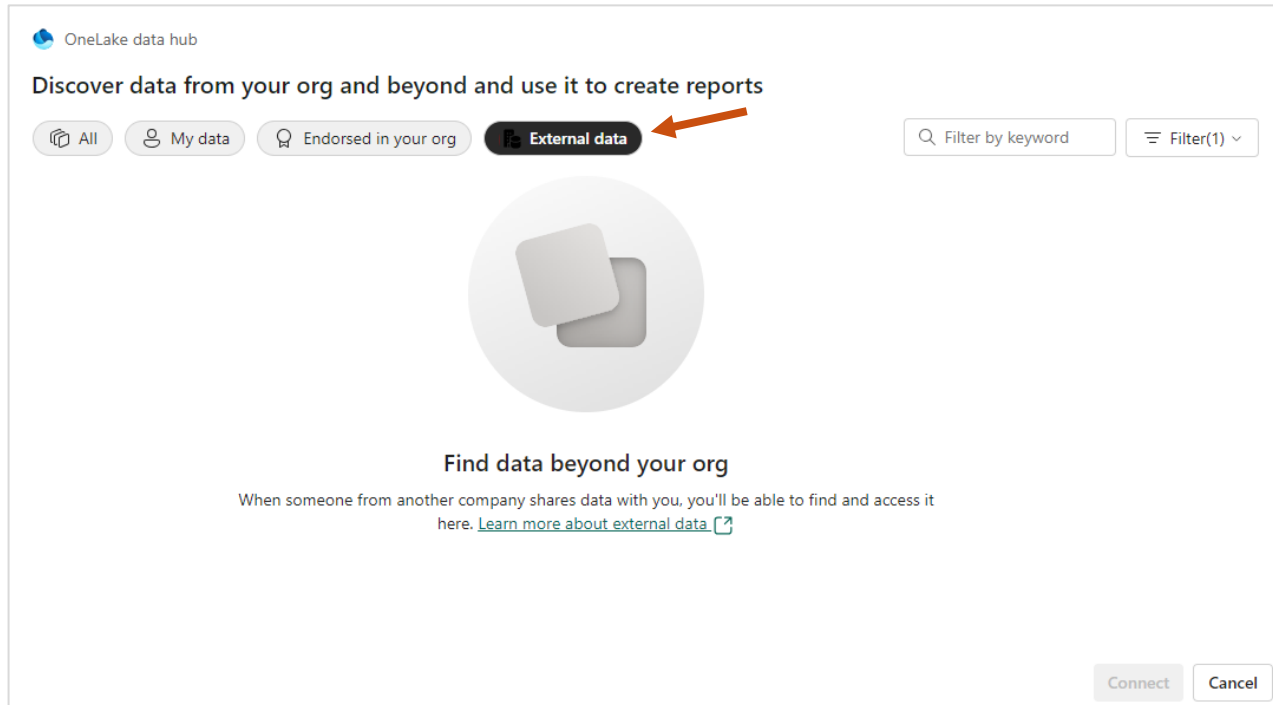 OneLake data hub
Discover data from your org and beyond and use it to create reports
All
My data
Endorsed in your org
External data
Filter by keyword
Filter(1)
Find data beyond your org
When someone from another company shares data with you, you'll be able to find and access it
here. Learn more about external data
Connect
Cancel